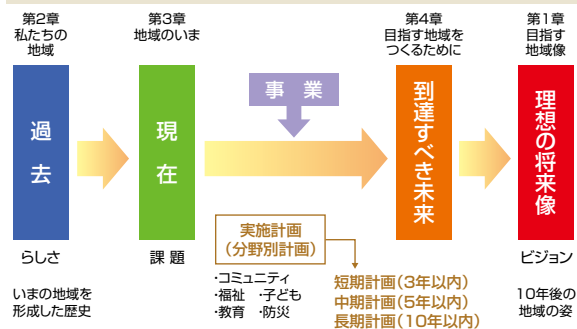 第2章
私たちの
地域
第3章
地域のいま
第4章
目指す地域を
つくるために
第1章
目指す
地域像
過去
現在
事業
到達すべき未来
理想の将来像
らしさ
いまの地域を
形成した歴史
課題
実施計画
(分野別計画)
・コミュニティ
・福祉 ・子ども
・教育 ・防災
短期計画(3年以内)
中期計画(5年以内)
長期計画(10年以内)
ビジョン
10年後の
地域の姿